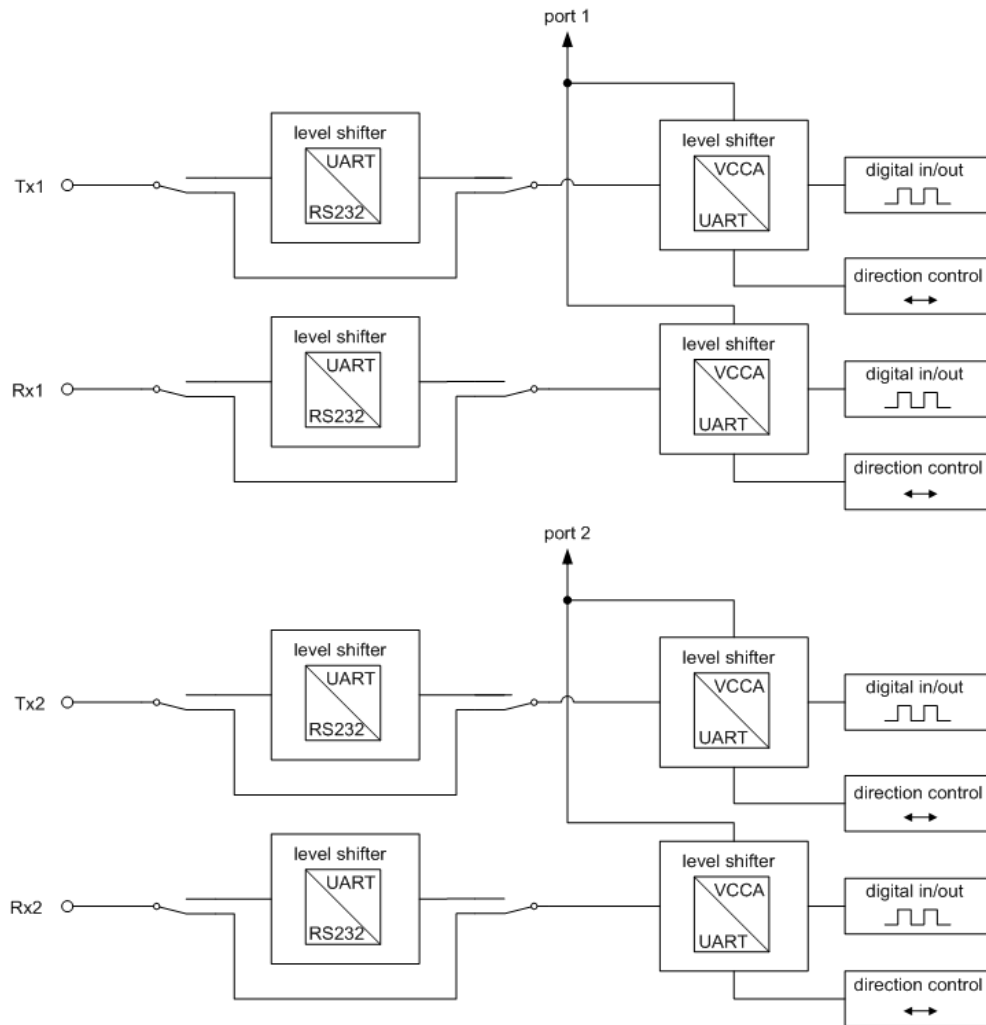 port 1
level shifter
UART
RS232
level shifter
VCCA
UART
digital in/out
Tx1
direction control
level shifter
UART
RS232
level shifter
VCCA
UART
digital in/out
Rx1
direction control
port 2
level shifter
UART
RS232
level shifter
VCCA
UART
digital in/out
Tx2
direction control
level shifter
UART
RS232
level shifter
VCCA
UART
digital in/out
Rx2
direction control